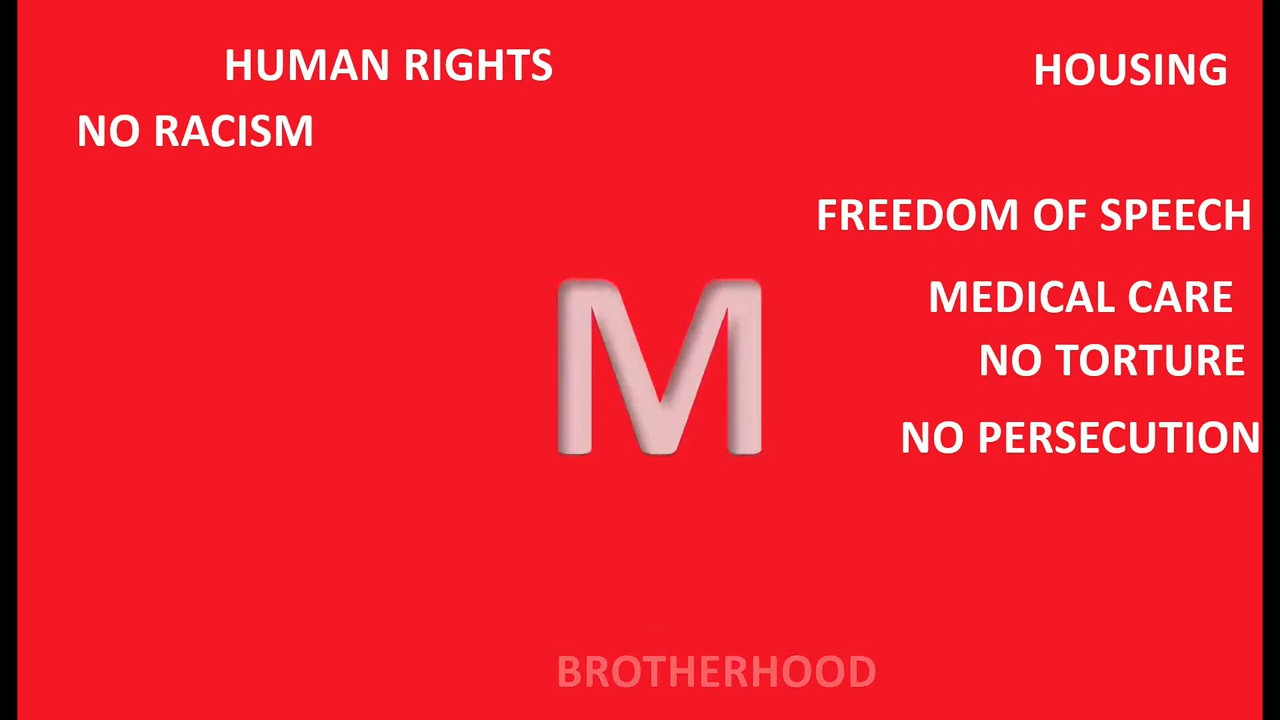 HUMAN RIGHTS
HOUSING
NO RACISM
FREEDOM OF SPEECH
MEDICAL CARE
M
NO TORTURE
NO PERSECUTION
BROTHERHOOD